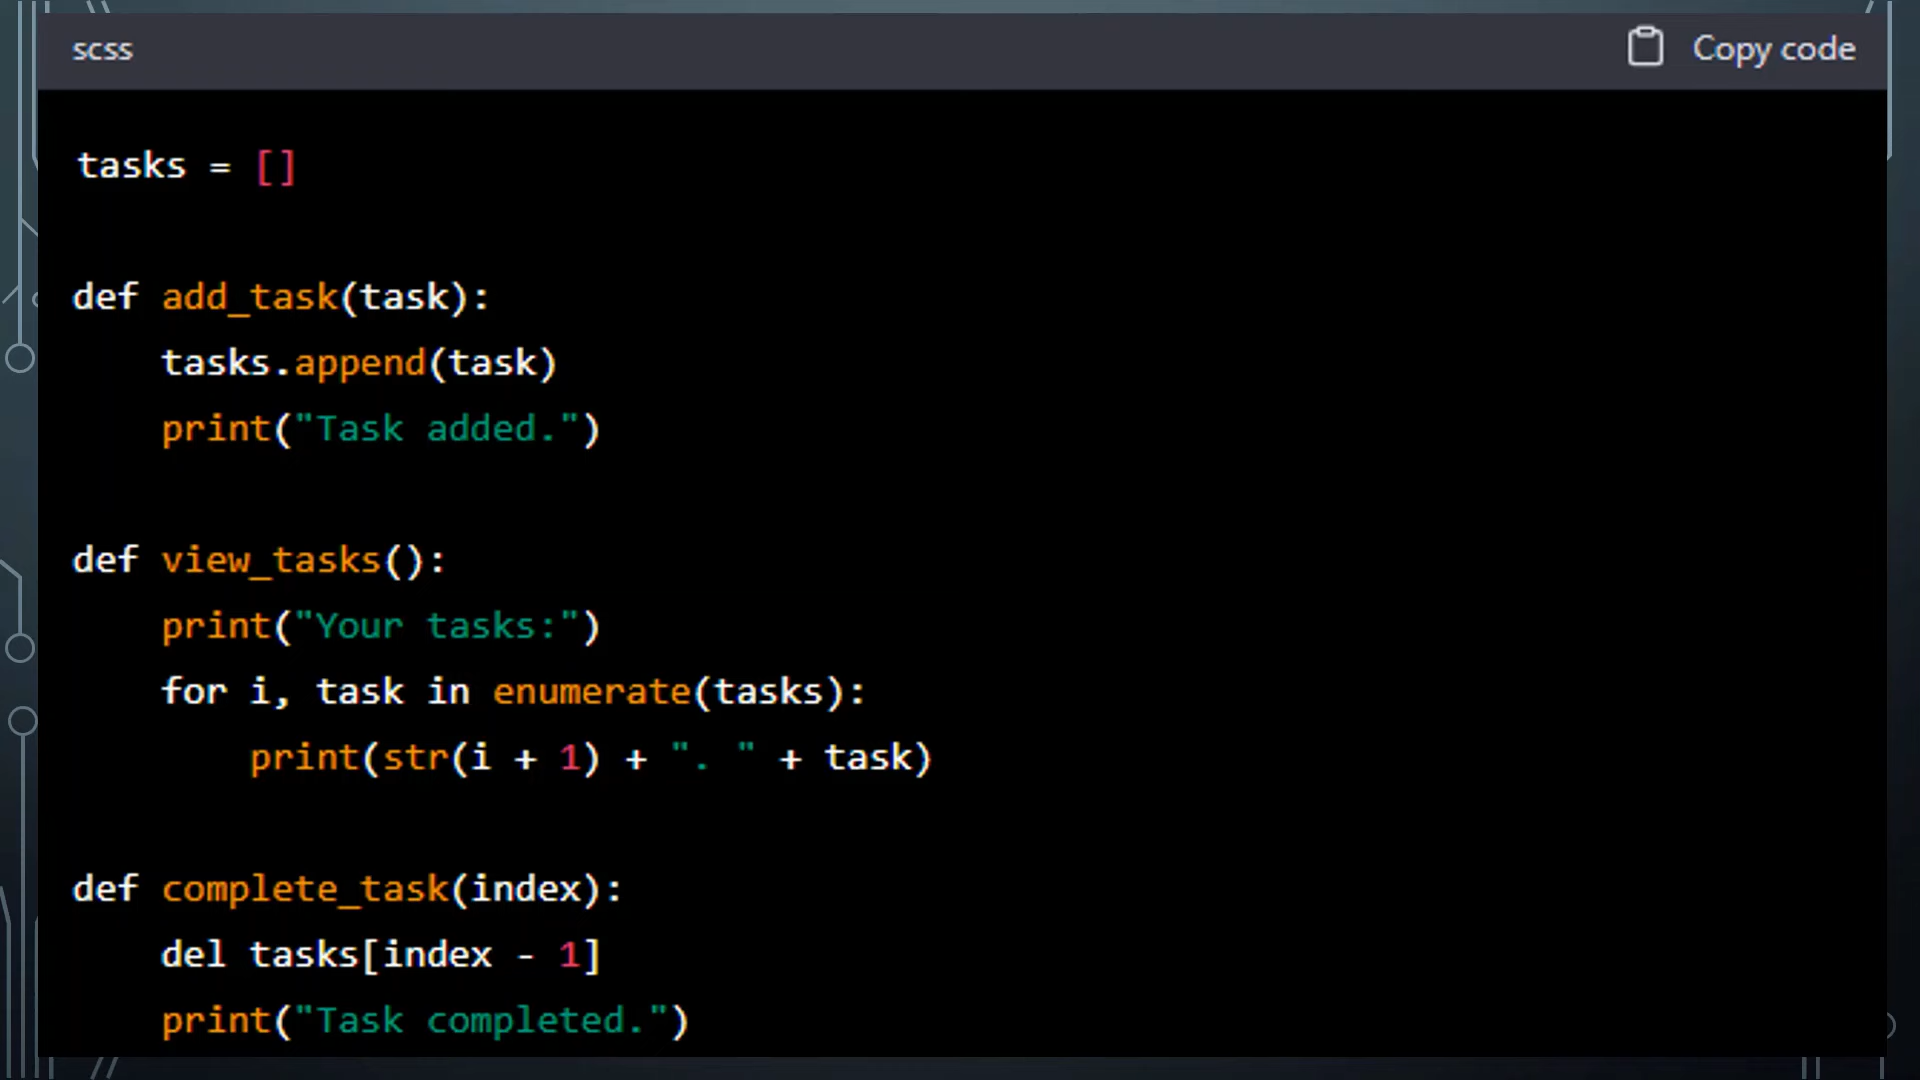 scss
Copy code
tasks = []
def add_task(task):
    tasks.append(task)
    print("Task added.")
def view_tasks():
    print("Your tasks:")
    for i, task in enumerate(tasks):
        print(str(i + 1) + ". " + task)
def complete_task(index):
    del tasks[index - 1]
    print("Task completed.")